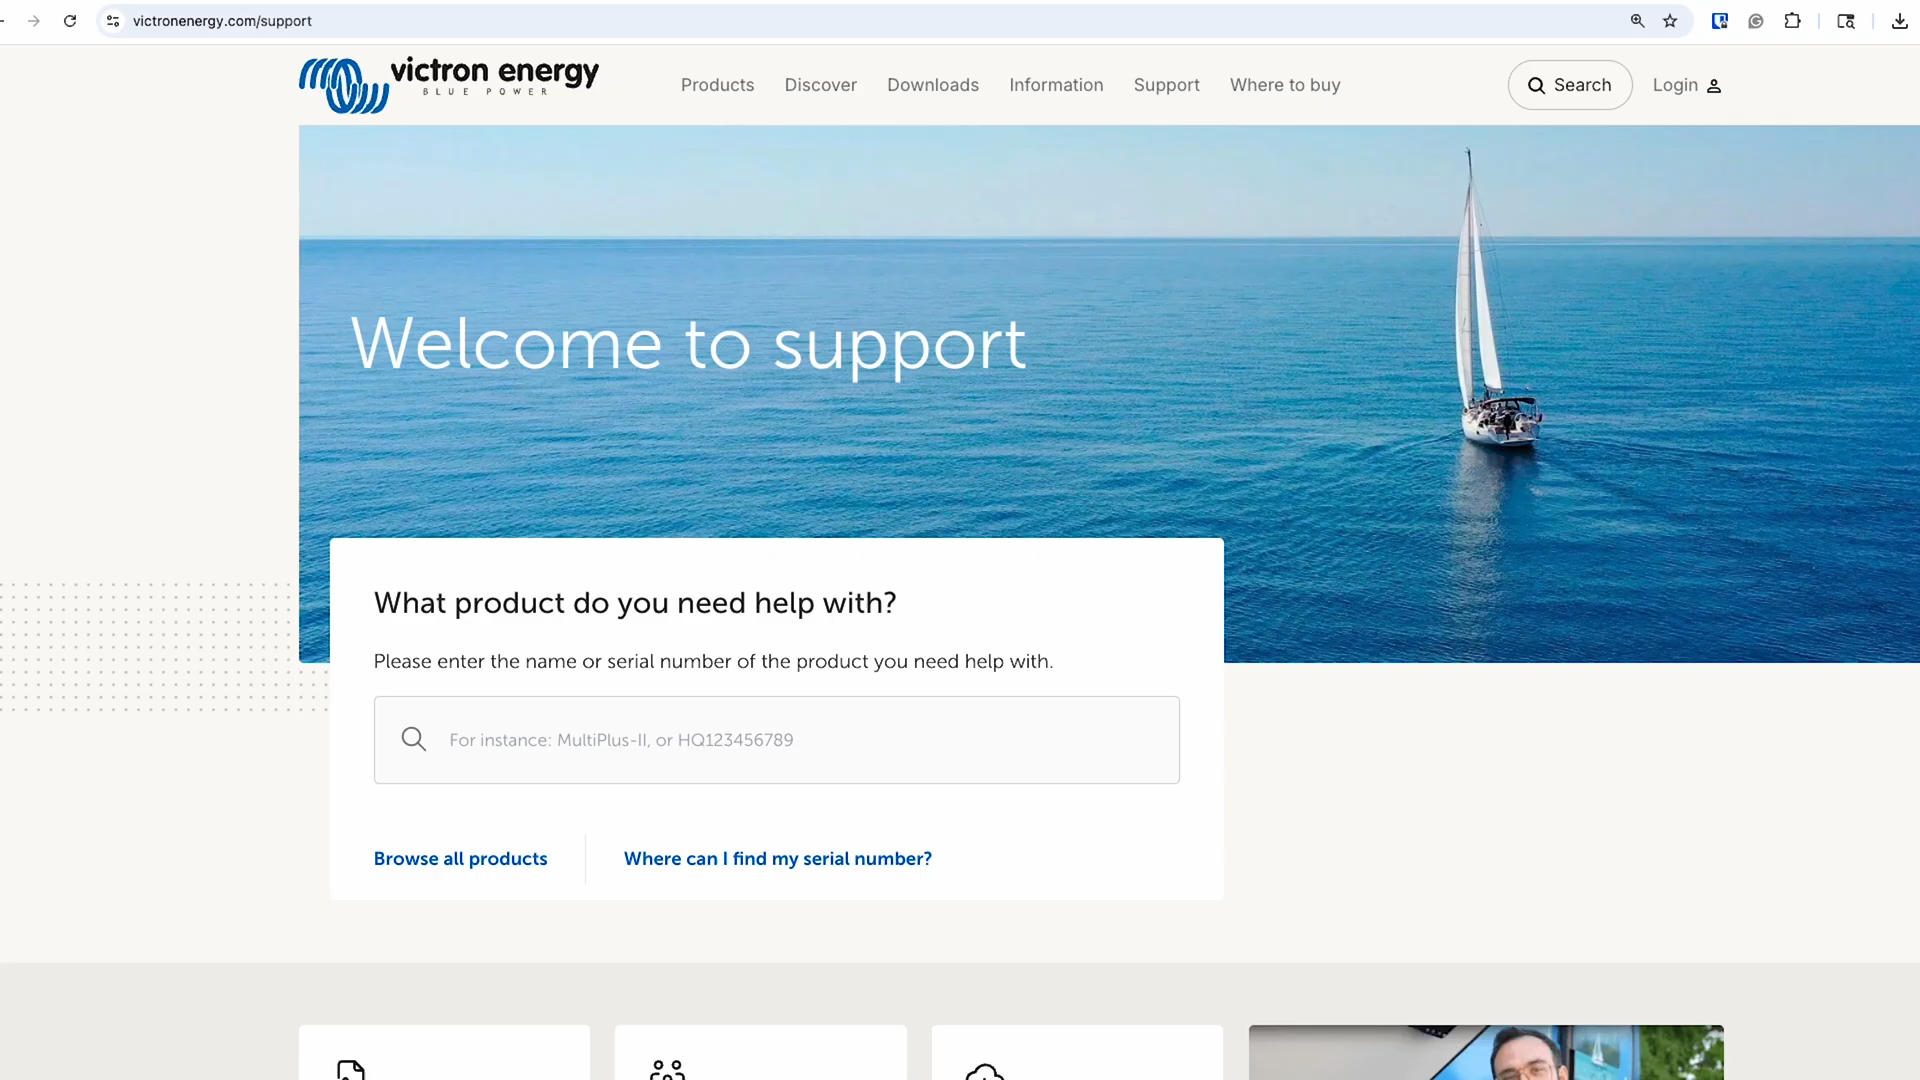 victronenergy.com/support
victron energy
BLUE POWER
Products
Discover
Downloads
Information
Support
Where to buy
Search
Login
Welcome to support
What product do you need help with?
Please enter the name or serial number of the product you need help with.
For instance: MultiPlus-II, or HQ123456789
Browse all products
Where can I find my serial number?